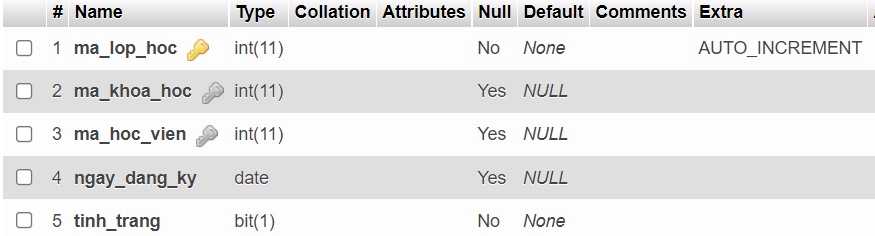 # Name Type Collation Attributes Null Default Comments Extra
1 ma_lop_hoc int(11) No None AUTO_INCREMENT
2 ma_khoa_hoc int(11) Yes NULL
3 ma_hoc_vien int(11) Yes NULL
4 ngay_dang_ky date Yes NULL
5 tinh_trang bit(1) No None